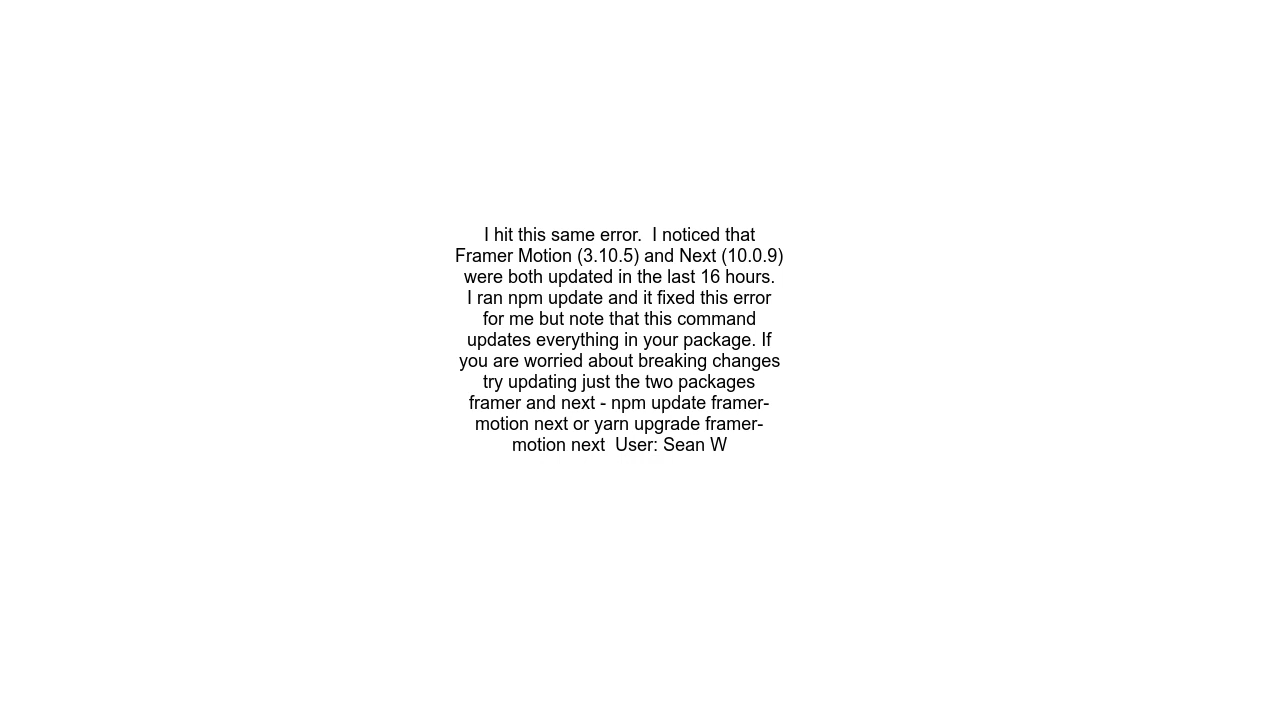 I hit this same error.  I noticed that
Framer Motion (3.10.5) and Next (10.0.9)
were both updated in the last 16 hours.
I ran npm update and it fixed this error
for me but note that this command
updates everything in your package. If
you are worried about breaking changes
try updating just the two packages
framer and next - npm update framer-
motion next or yarn upgrade framer-
motion next  User: Sean W